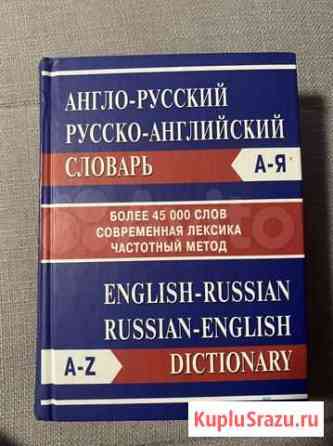 АНГЛО-РУССКИЙ
РУССКО-АНГЛИЙСКИЙ
СЛОВАРЬ
А-Я
БОЛЕЕ 45 000 СЛОВ
СОВРЕМЕННАЯ ЛЕКСИКА
ЧАСТОТНЫЙ МЕТОД
ENGLISH-RUSSIAN
RUSSIAN-ENGLISH
A-Z
DICTIONARY
KupluSrazu.ru